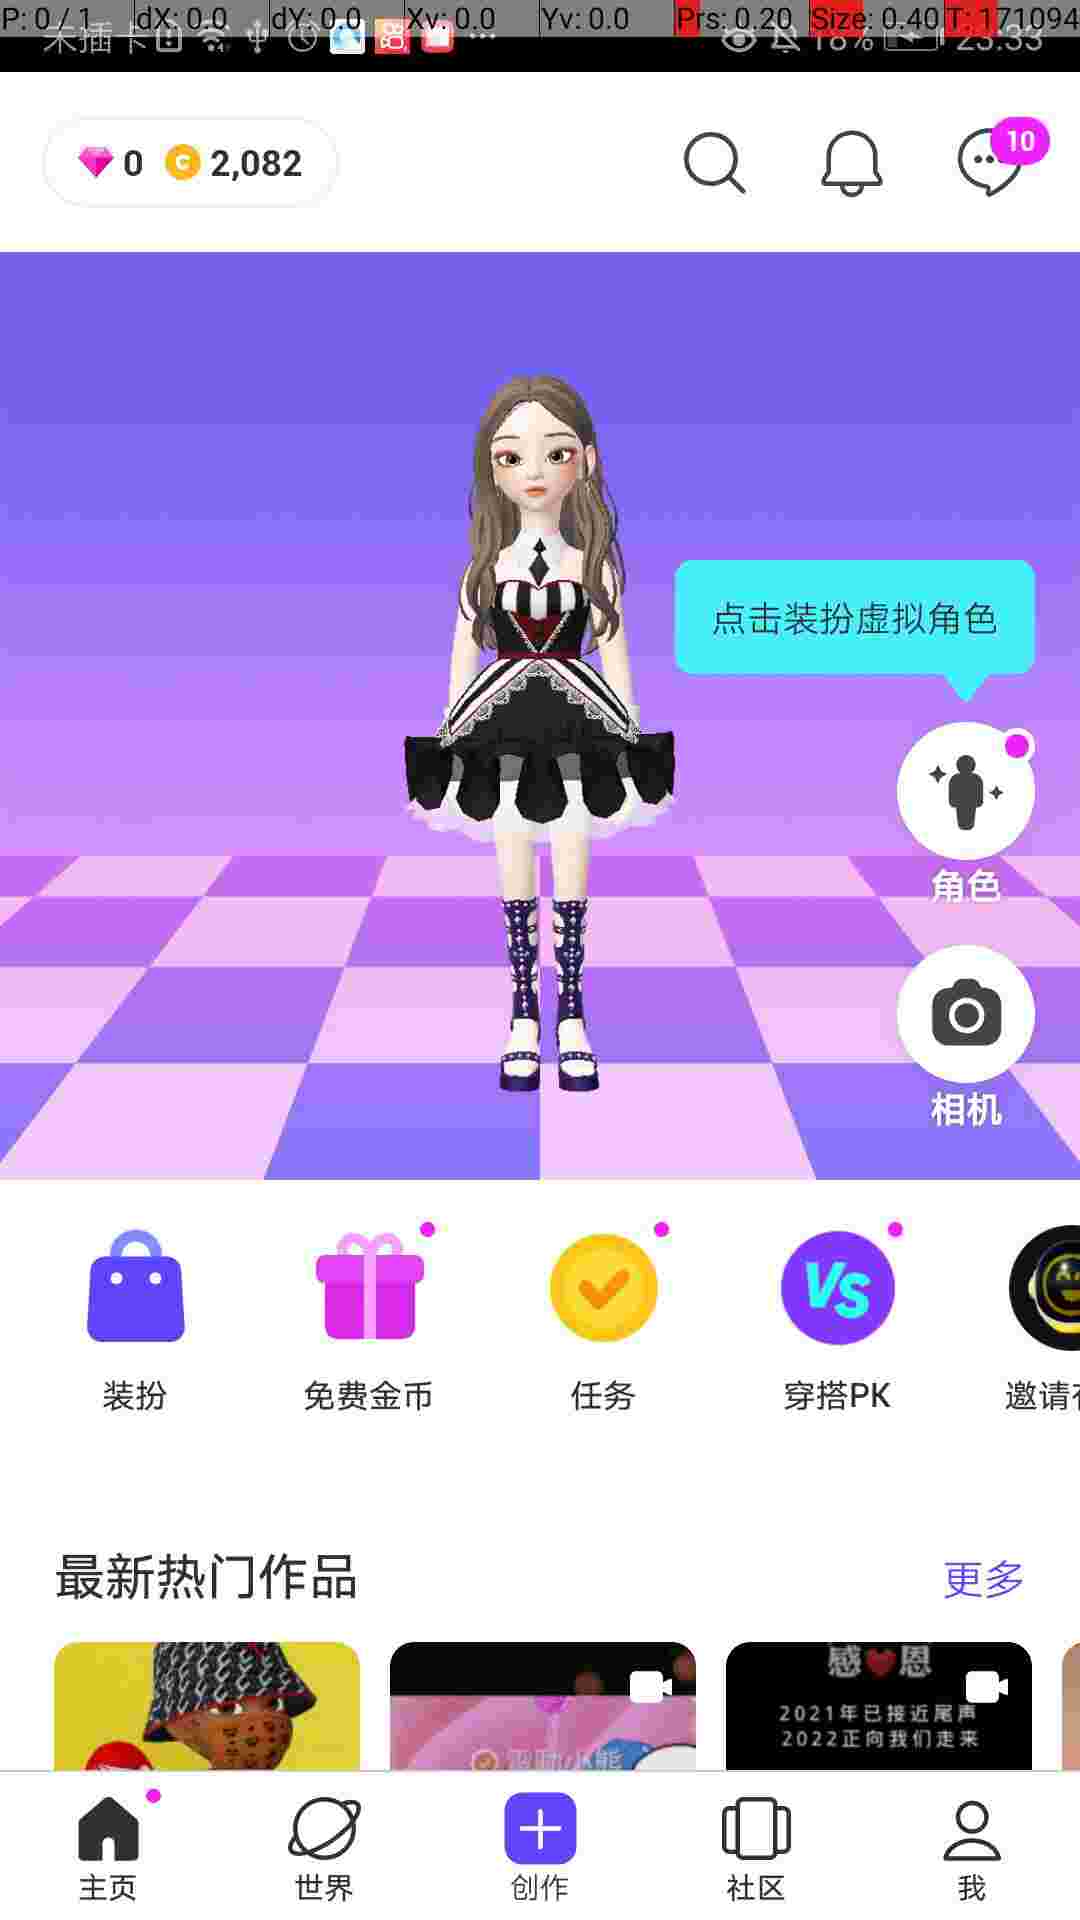 P: 0 / 1 dX: 0.0 dY: 0.0 Xv: 0.0 Yv: 0.0 Prs: 0.20 Size: 0.40 T: 171094
未插卡 18% 23:33
0 2,082
10
点击装扮虚拟角色
角色
相机
VS
装扮 免费金币 任务 穿搭PK 邀请
最新热门作品 更多
感 恩
2021年已接近尾声
2022正向我们走来
主页 世界 创作 社区 我